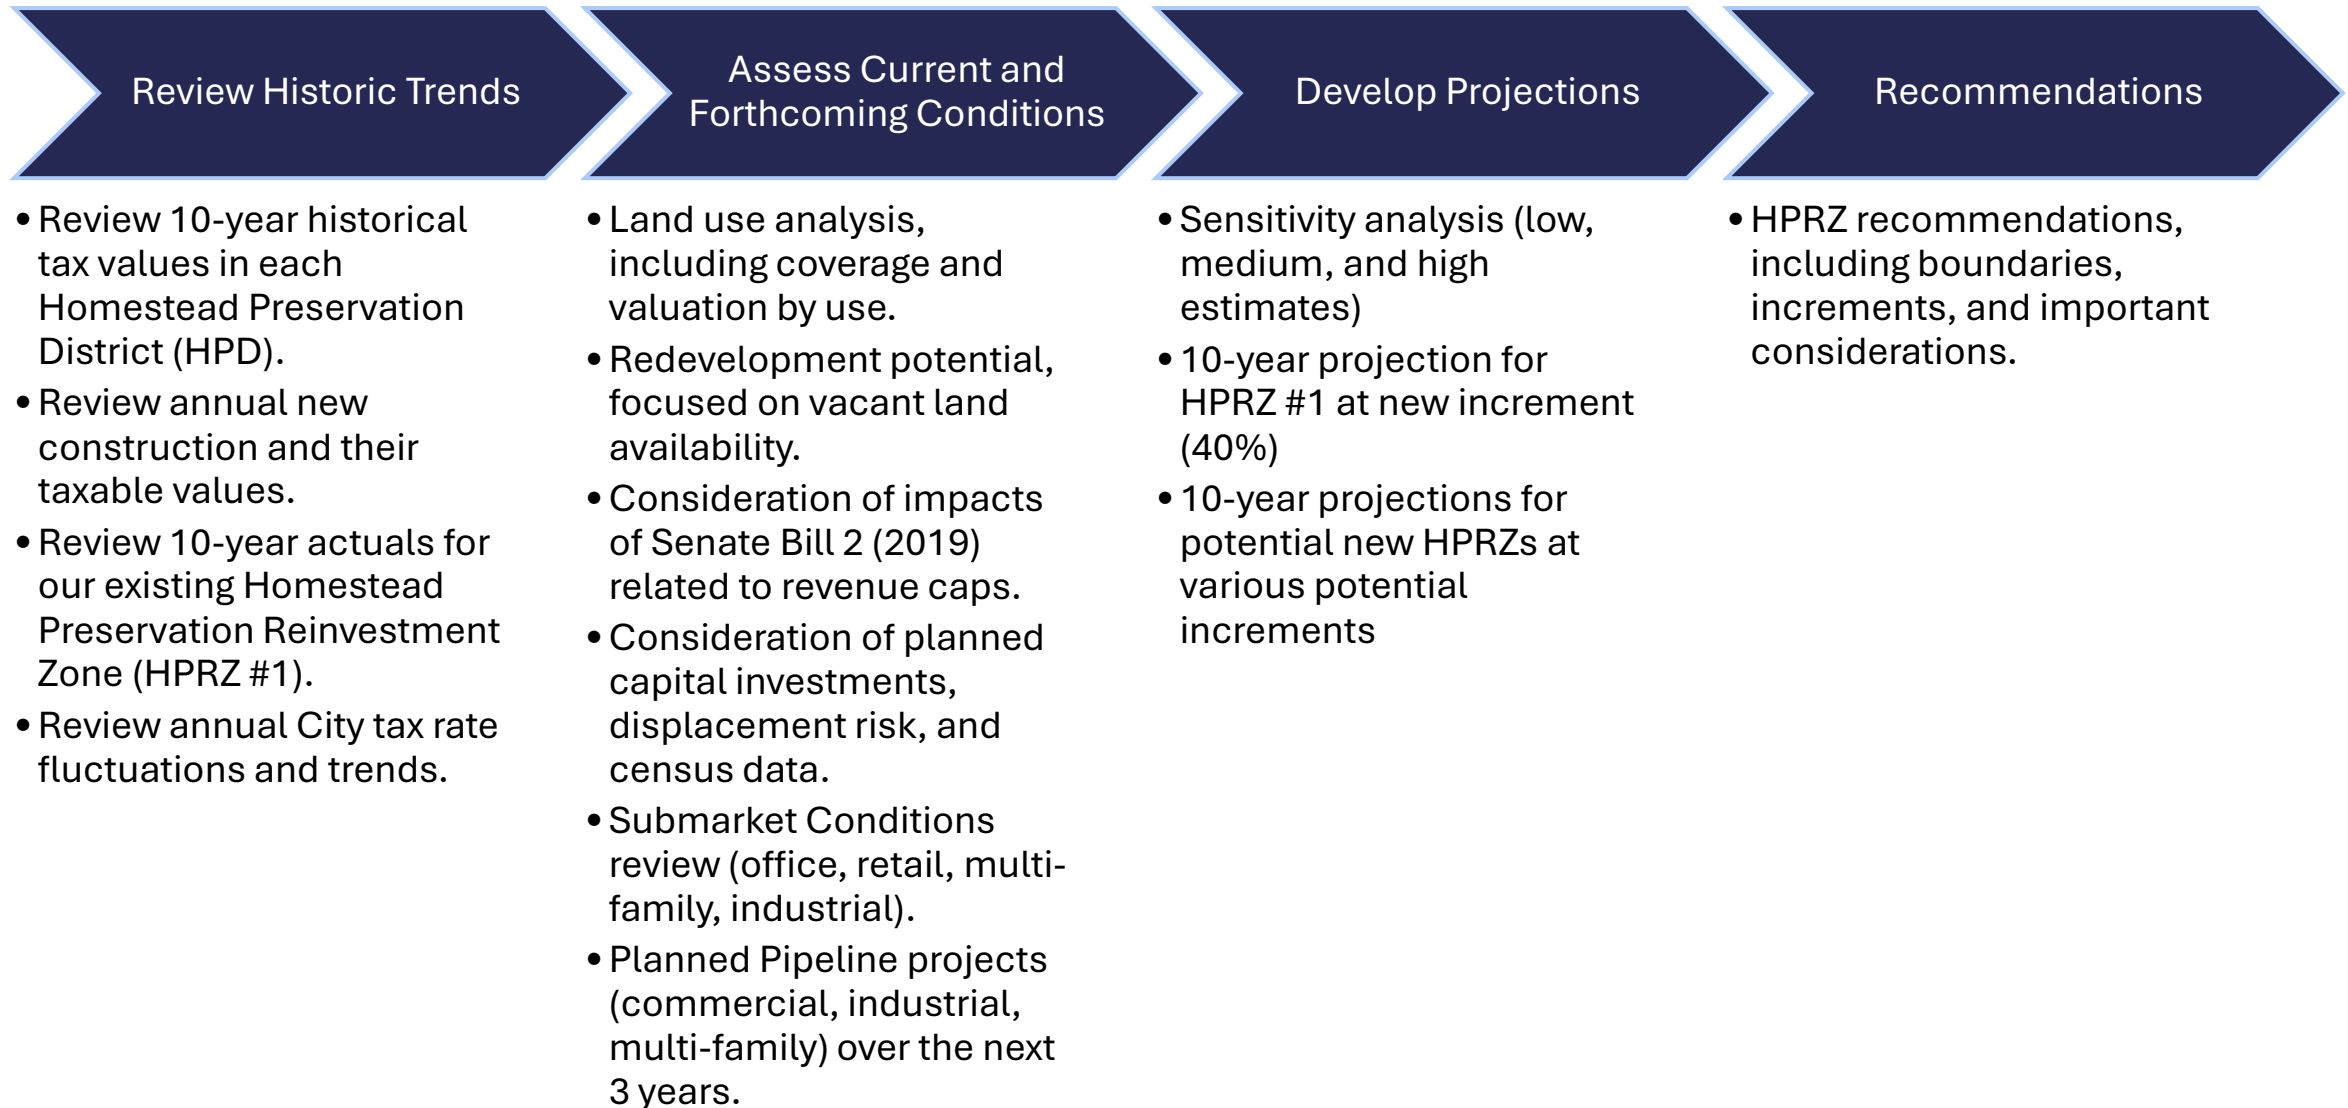 Review Historic Trends
Assess Current and
Forthcoming Conditions
Develop Projections
Recommendations
• Review 10-year historical
tax values in each
Homestead Preservation
District (HPD).
• Review annual new
construction and their
taxable values.
• Review 10-year actuals for
our existing Homestead
Preservation Reinvestment
Zone (HPRZ #1).
• Review annual City tax rate
fluctuations and trends.
• Land use analysis,
including coverage and
valuation by use.
• Redevelopment potential,
focused on vacant land
availability.
• Consideration of impacts
of Senate Bill 2 (2019)
related to revenue caps.
• Consideration of planned
capital investments,
displacement risk, and
census data.
• Submarket Conditions
review (office, retail, multi-
family, industrial).
• Planned Pipeline projects
(commercial, industrial,
multi-family) over the next
3 years.
• Sensitivity analysis (low,
medium, and high
estimates)
• 10-year projection for
HPRZ #1 at new increment
(40%)
• 10-year projections for
potential new HPRZs at
various potential
increments
• HPRZ recommendations,
including boundaries,
increments, and important
considerations.